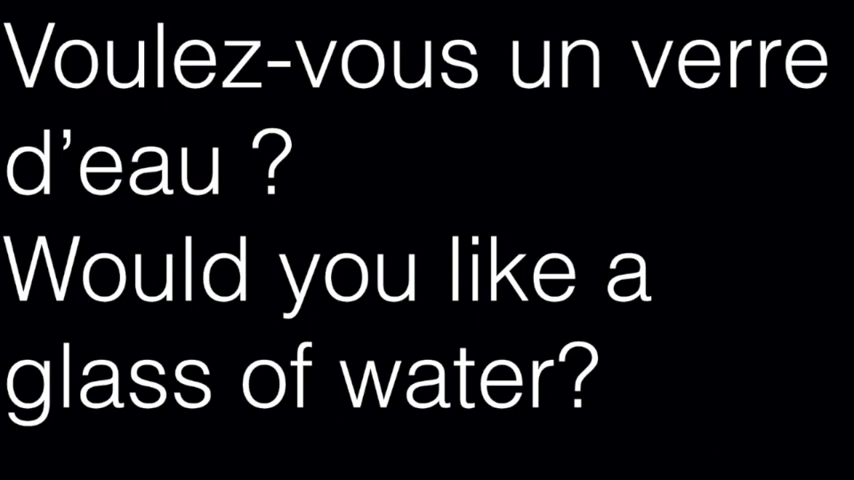 Voulez-vous un verre
d’eau ?
Would you like a
glass of water?